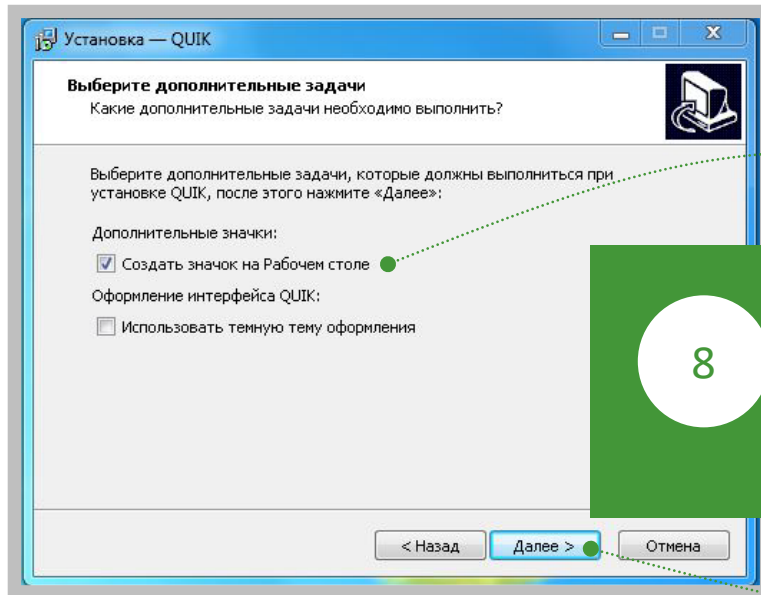 Установка — QUIK
Выберите дополнительные задачи
Какие дополнительные задачи необходимо выполнить?
Выберите дополнительные задачи, которые должны выполниться при
установке QUIK, после этого нажмите «Далее»:
Дополнительные значки:
Создать значок на Рабочем столе
Оформление интерфейса QUIK:
Использовать темную тему оформления
8
< Назад
Далее >
Отмена